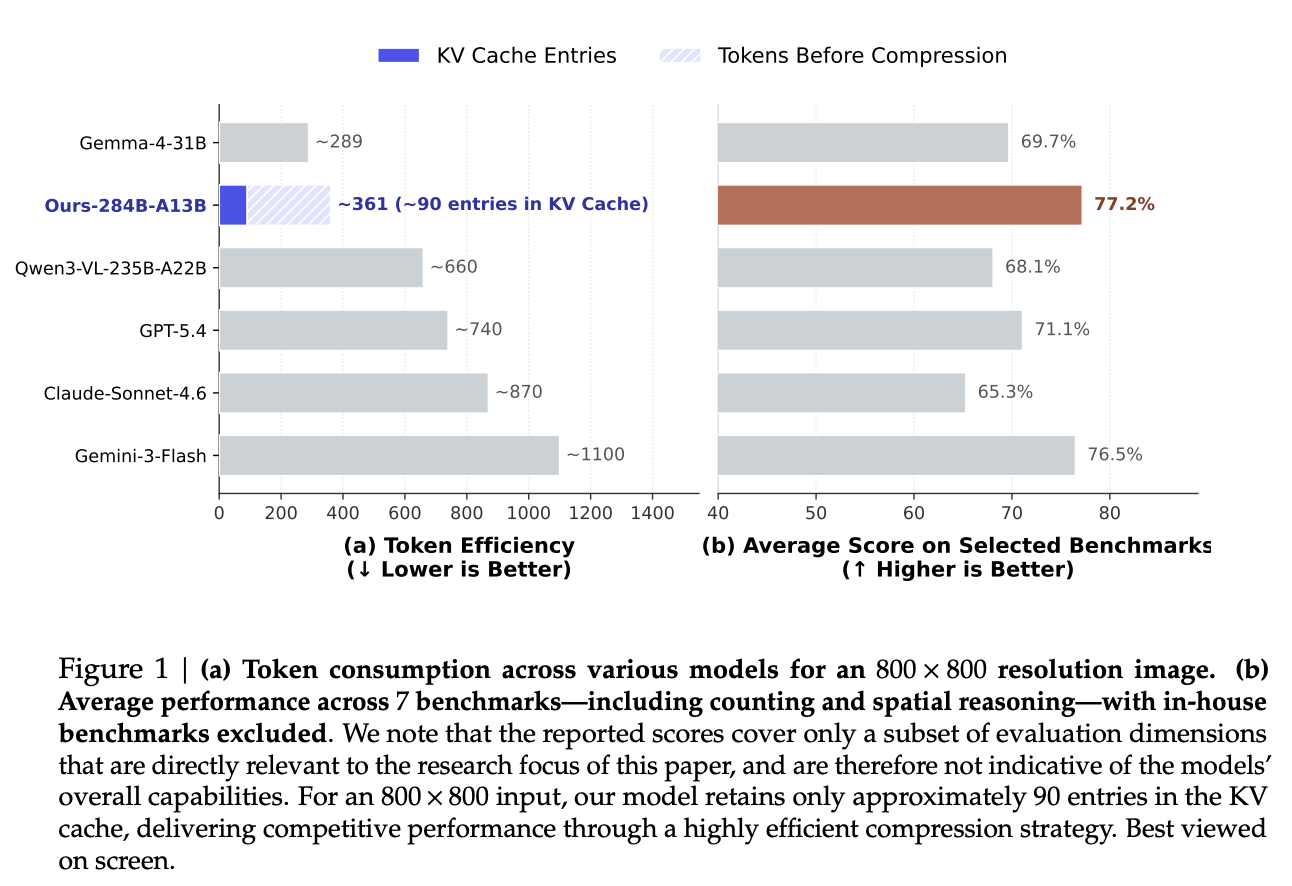 KV Cache Entries
Tokens Before Compression
Gemma-4-31B
~289
69.7%
Ours-284B-A13B
~361 (~90 entries in KV Cache)
77.2%
Qwen3-VL-235B-A22B
~660
68.1%
GPT-5.4
~740
71.1%
Claude-Sonnet-4.6
~870
65.3%
Gemini-3-Flash
~1100
76.5%
0 200 400 600 800 1000 1200 1400
40 50 60 70 80
(a) Token Efficiency
(↓ Lower is Better)
(b) Average Score on Selected Benchmarks
(↑ Higher is Better)
Figure 1 | (a) Token consumption across various models for an 800 × 800 resolution image. (b)
Average performance across 7 benchmarks—including counting and spatial reasoning—with in-house
benchmarks excluded. We note that the reported scores cover only a subset of evaluation dimensions
that are directly relevant to the research focus of this paper, and are therefore not indicative of the models’
overall capabilities. For an 800 × 800 input, our model retains only approximately 90 entries in the KV
cache, delivering competitive performance through a highly efficient compression strategy. Best viewed
on screen.